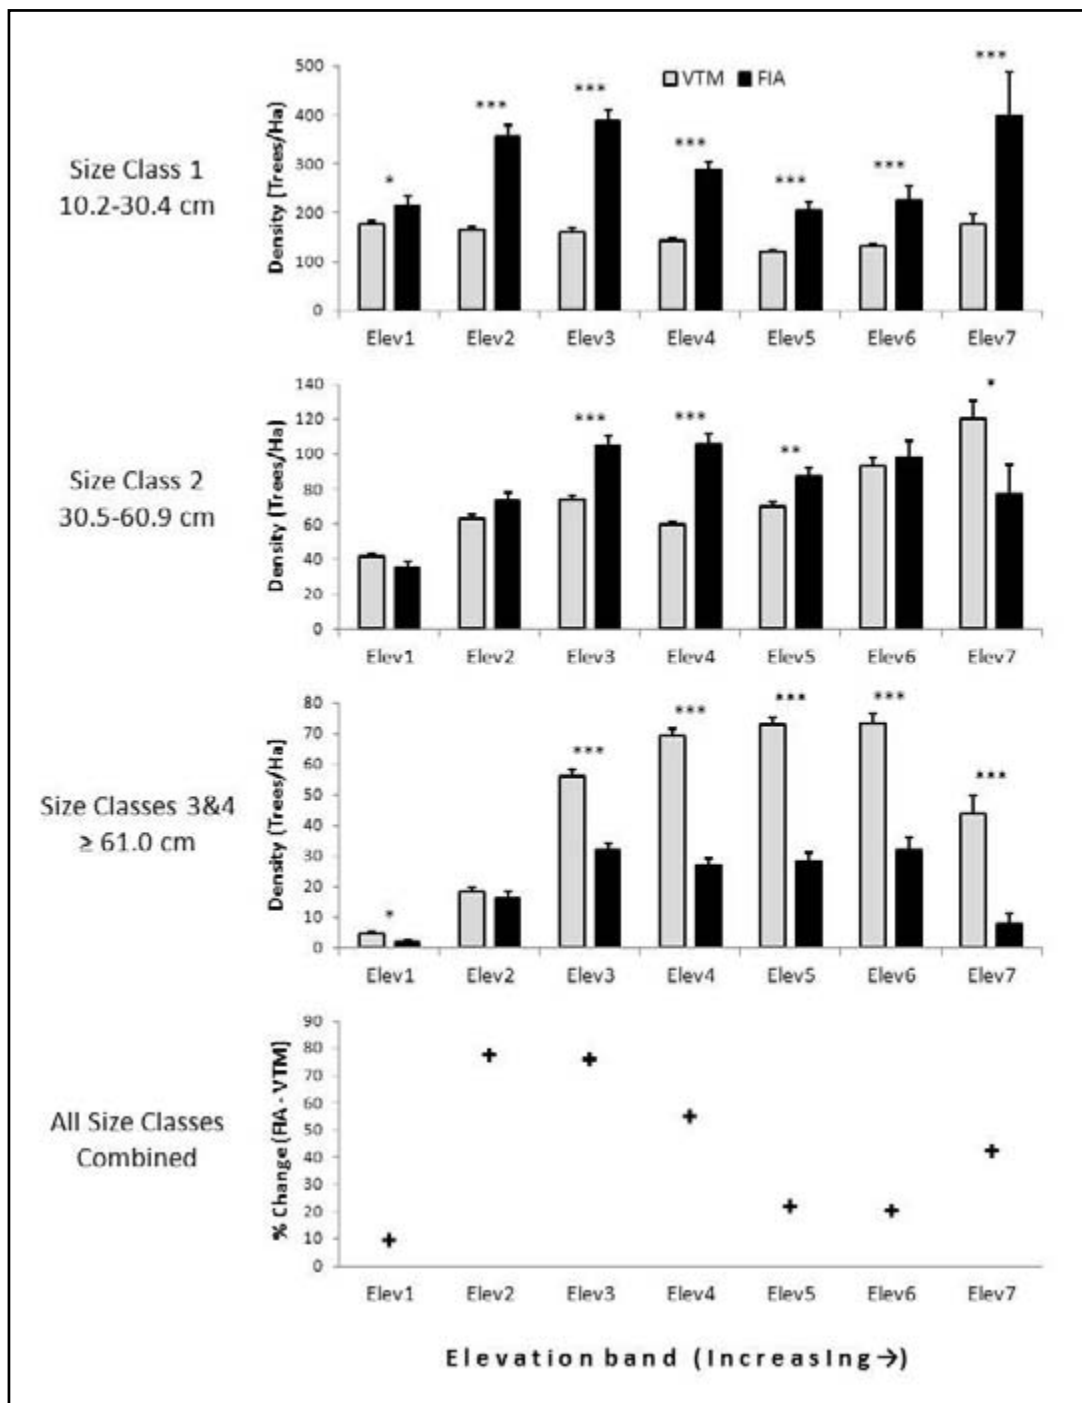 500
400
300
200
100
0
Density (Trees/Ha)
VTM FIA
* *** *** *** *** *** ***
Size Class 1
10.2-30.4 cm
Elev1 Elev2 Elev3 Elev4 Elev5 Elev6 Elev7
140
120
100
80
60
40
20
0
Density (Trees/Ha)
*** *** ** *
Size Class 2
30.5-60.9 cm
Elev1 Elev2 Elev3 Elev4 Elev5 Elev6 Elev7
80
70
60
50
40
30
20
10
0
Density (Trees/Ha)
* *** *** *** *** ***
Size Classes 3&4
≥ 61.0 cm
Elev1 Elev2 Elev3 Elev4 Elev5 Elev6 Elev7
90
80
70
60
50
40
30
20
10
0
% Change (FIA - VTM)
All Size Classes
Combined
Elev1 Elev2 Elev3 Elev4 Elev5 Elev6 Elev7
Elevation band (Increasing →)